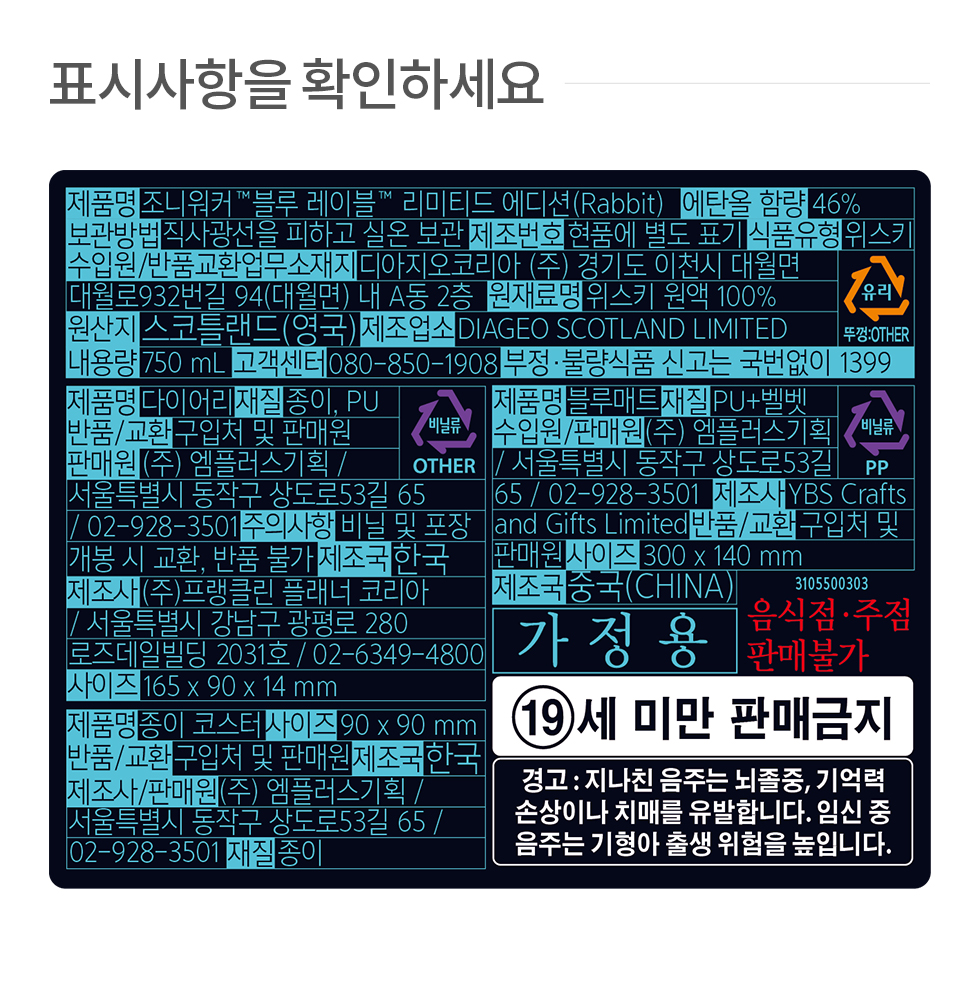 표시사항을 확인하세요
제품명 조니워커™블루 레이블™ 리미티드 에디션(Rabbit) 에탄올 함량 46%
보관방법 직사광선을 피하고 실온 보관 제조번호 현품에 별도 표기 식품유형 위스키
수입원/반품교환업무소재지 디아지오코리아 (주) 경기도 이천시 대월면
대월로932번길 94(대월면) 내 A동 2층 원재료명 위스키 원액 100%
유리
뚜껑:OTHER
원산지 스코틀랜드(영국) 제조업소 DIAGEO SCOTLAND LIMITED
내용량 750 mL 고객센터 080-850-1908 부정·불량식품 신고는 국번없이 1399
제품명 다이어리 재질 종이, PU
반품/교환 구입처 및 판매원
판매원 (주) 엠플러스기획 /
비닐류
OTHER
서울특별시 동작구 상도로53길 65
/ 02-928-3501 주의사항 비닐 및 포장
개봉 시 교환, 반품 불가 제조국 한국
제조사 (주)프랭클린 플래너 코리아
/ 서울특별시 강남구 광평로 280
로즈데일빌딩 2031호 / 02-6349-4800
사이즈 165 x 90 x 14 mm
제품명 종이 코스터 사이즈 90 x 90 mm
반품/교환 구입처 및 판매원 제조국 한국
제조사/판매원 (주) 엠플러스기획 /
서울특별시 동작구 상도로53길 65 /
02-928-3501 재질 종이
제품명 블루매트 재질 PU+벨벳
수입원/판매원 (주) 엠플러스기획
/ 서울특별시 동작구 상도로53길
비닐류
PP
65 / 02-928-3501 제조사 YBS Crafts
and Gifts Limited 반품/교환 구입처 및
판매원 사이즈 300 x 140 mm
제조국 중국(CHINA)
3105500303
가정용
음식점·주점
판매불가
19세 미만 판매금지
경고 : 지나친 음주는 뇌졸중, 기억력
손상이나 치매를 유발합니다. 임신 중
음주는 기형아 출생 위험을 높입니다.